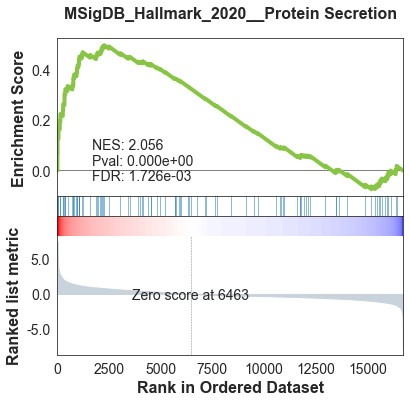 MSigDB_Hallmark_2020__Protein Secretion
Enrichment Score
0.4
0.2
0.0
NES: 2.056
Pval: 0.000e+00
FDR: 1.726e-03
Ranked list metric
5.0
0.0
-5.0
Zero score at 6463
0 2500 5000 7500 10000 12500 15000
Rank in Ordered Dataset